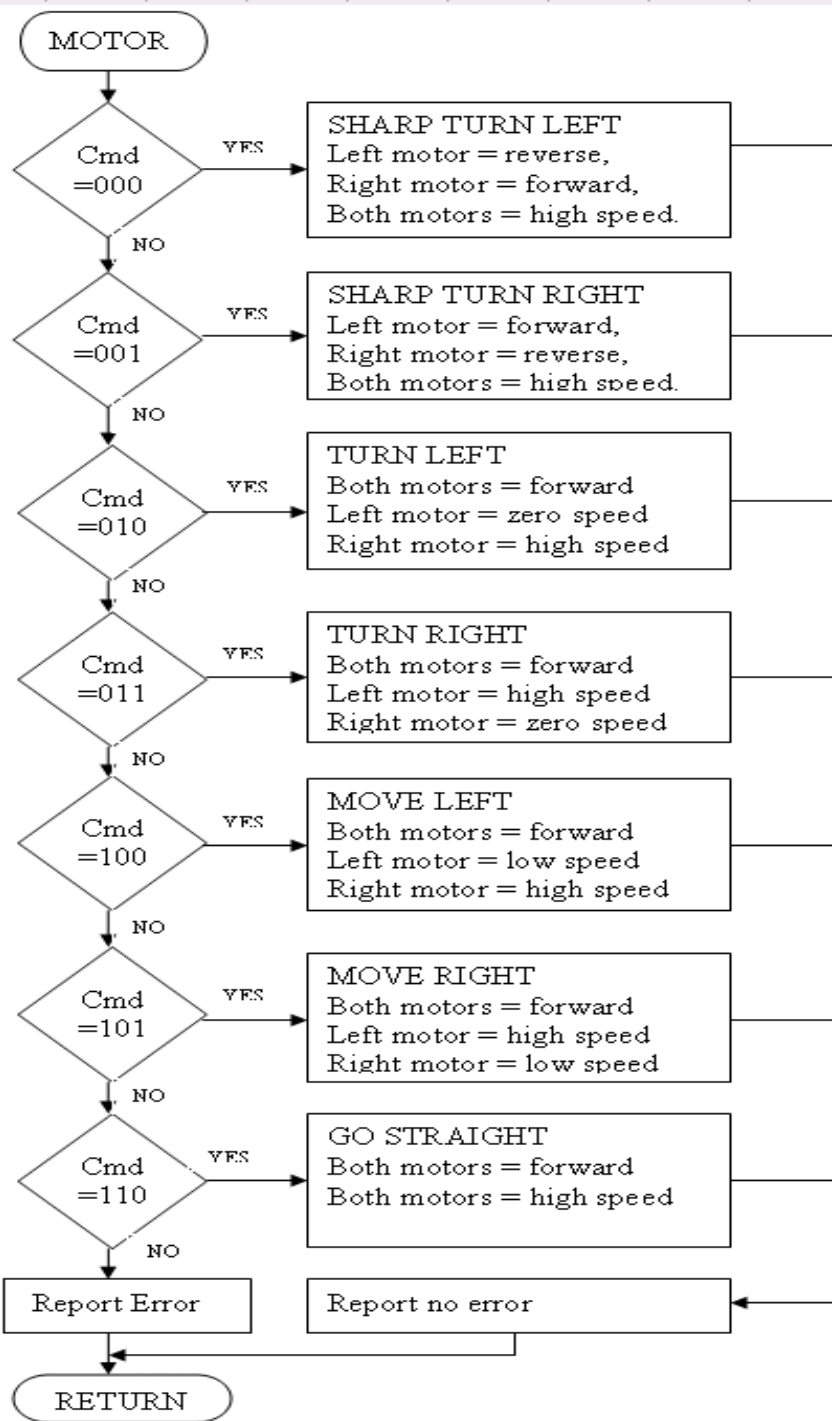 MOTOR
Cmd
=000
YES
SHARP TURN LEFT
Left motor = reverse,
Right motor = forward,
Both motors = high speed.
NO
Cmd
=001
YES
SHARP TURN RIGHT
Left motor = forward,
Right motor = reverse,
Both motors = high speed.
NO
Cmd
=010
YES
TURN LEFT
Both motors = forward
Left motor = zero speed
Right motor = high speed
NO
Cmd
=011
YES
TURN RIGHT
Both motors = forward
Left motor = high speed
Right motor = zero speed
NO
Cmd
=100
YES
MOVE LEFT
Both motors = forward
Left motor = low speed
Right motor = high speed
NO
Cmd
=101
YES
MOVE RIGHT
Both motors = forward
Left motor = high speed
Right motor = low speed
NO
Cmd
=110
YES
GO STRAIGHT
Both motors = forward
Both motors = high speed
NO
Report Error
Report no error
RETURN